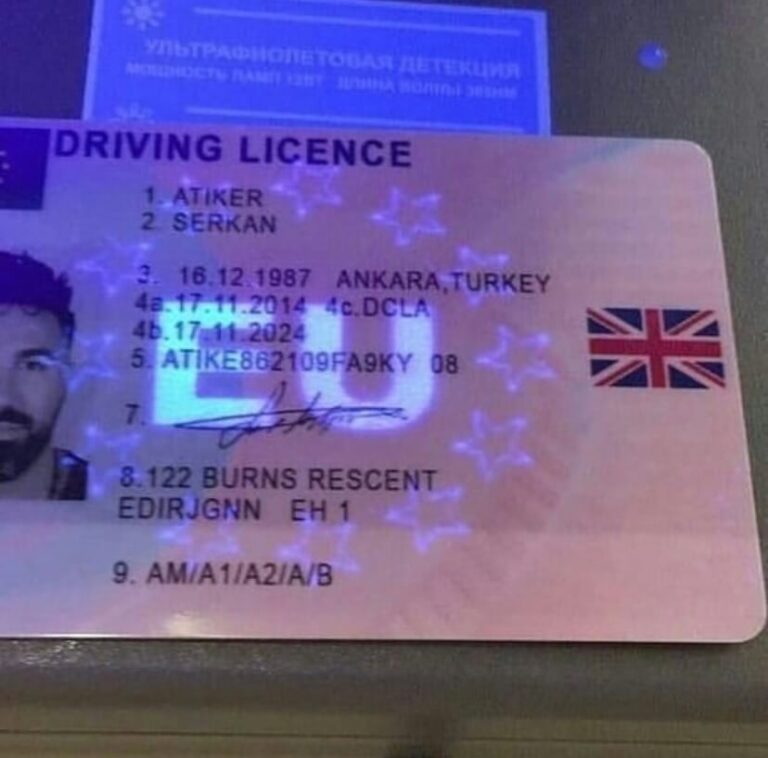 УЛЬТРАФИОЛЕТОВАЯ ДЕТЕКЦИЯ
МОЩНОСТЬ ЛАМП 12ВТ ДЛИНА ВОЛНЫ 365НМ
DRIVING LICENCE
1. ATIKER
2. SERKAN
3. 16.12.1987 ANKARA,TURKEY
4a.17.11.2014 4c.DCLA
4b.17.11.2024
5. ATIKE862109FA9KY 08
EU
7.
8.122 BURNS RESCENT
EDIRJGNN EH 1
9. AM/A1/A2/A/B